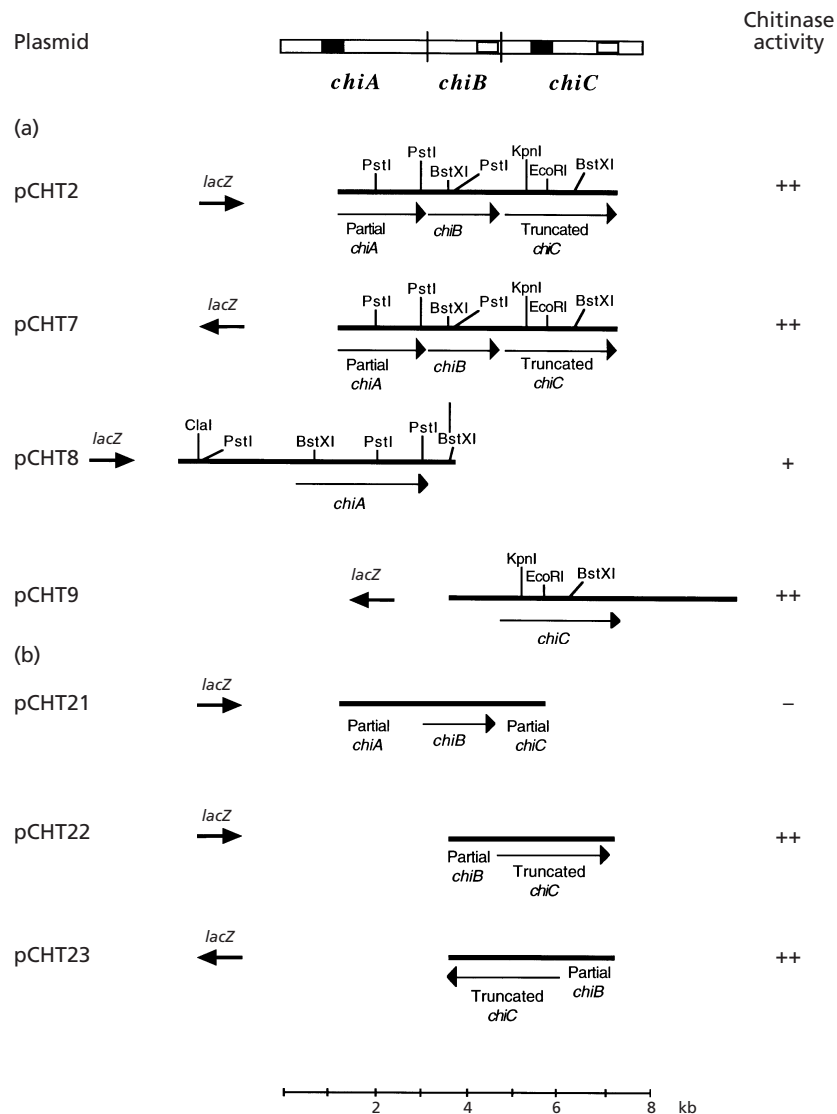 Plasmid
Chitinase
activity
chiA chiB chiC
(a)
pCHT2
lacZ
PstI PstI BstXI PstI KpnI EcoRI BstXI
Partial chiB Truncated
chiA chiC
++
pCHT7
lacZ
PstI PstI BstXI PstI KpnI EcoRI BstXI
Partial chiB Truncated
chiA chiC
++
pCHT8
lacZ
ClaI PstI BstXI PstI PstI BstXI
chiA
+
pCHT9
lacZ
KpnI EcoRI BstXI
chiC
++
(b)
pCHT21
lacZ
Partial chiB Partial
chiA chiC
–
pCHT22
lacZ
Partial Truncated
chiB chiC
++
pCHT23
lacZ
Truncated Partial
chiC chiB
++
2 4 6 8 kb